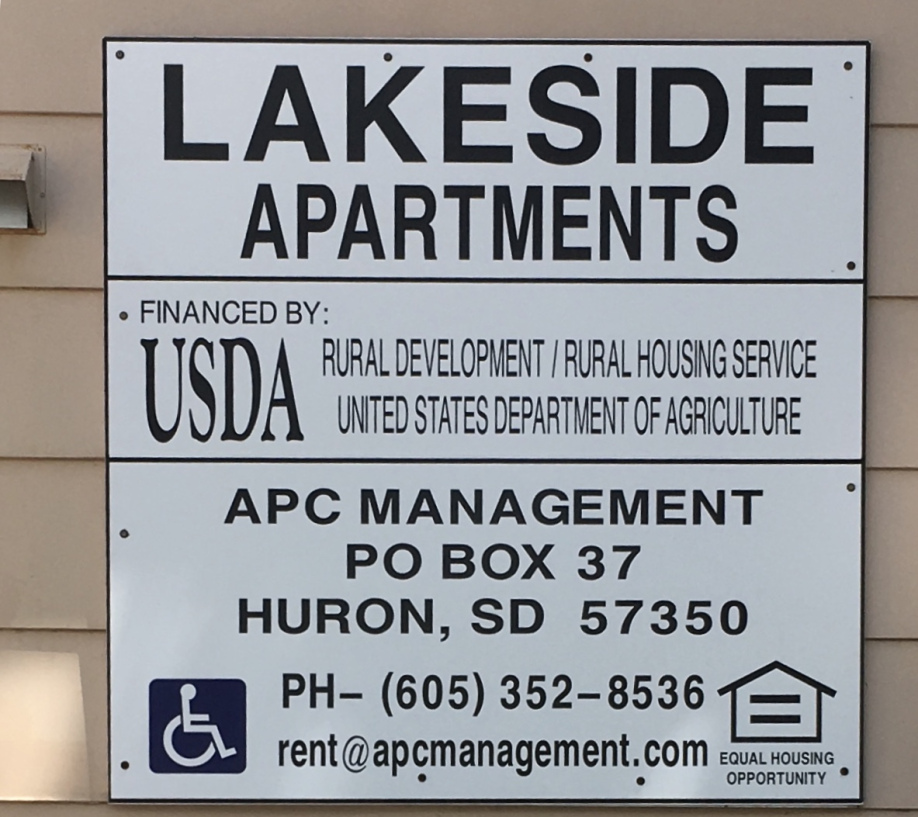 LAKESIDE
APARTMENTS
FINANCED BY:
USDA
RURAL DEVELOPMENT / RURAL HOUSING SERVICE
UNITED STATES DEPARTMENT OF AGRICULTURE
APC MANAGEMENT
PO BOX 37
HURON, SD 57350
PH- (605) 352-8536
rent@apcmanagement.com
EQUAL HOUSING
OPPORTUNITY